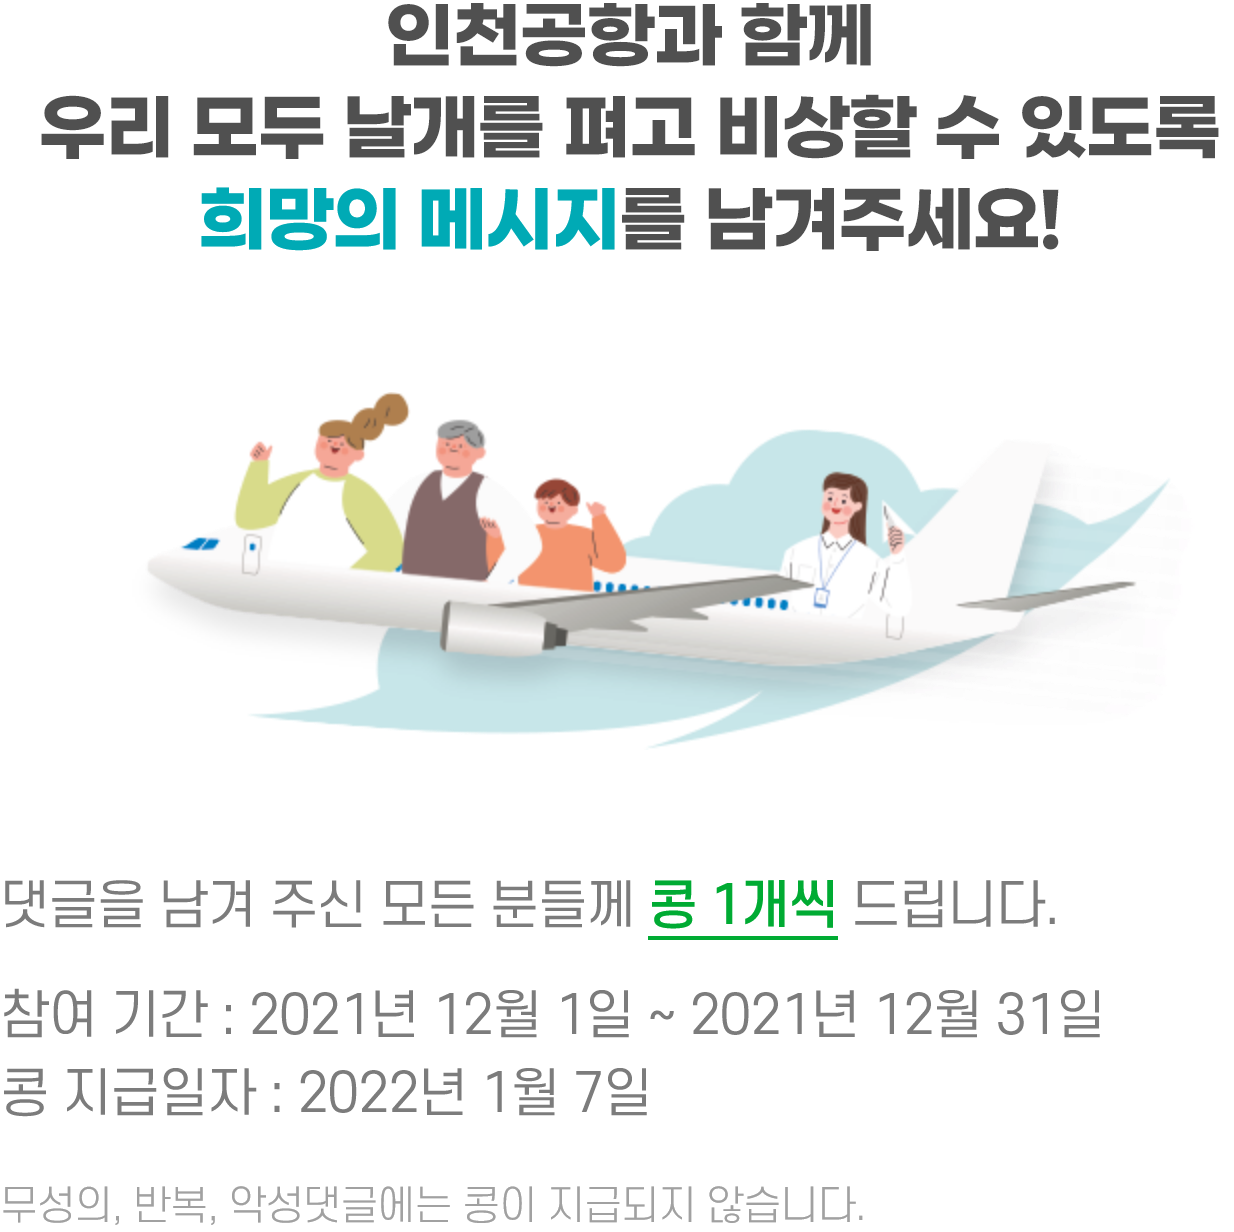 인천공항과 함께
우리 모두 날개를 펴고 비상할 수 있도록
희망의 메시지를 남겨주세요!
댓글을 남겨 주신 모든 분들께 콩 1개씩 드립니다.
참여 기간 : 2021년 12월 1일 ~ 2021년 12월 31일
콩 지급일자 : 2022년 1월 7일
무성의, 반복, 악성댓글에는 콩이 지급되지 않습니다.